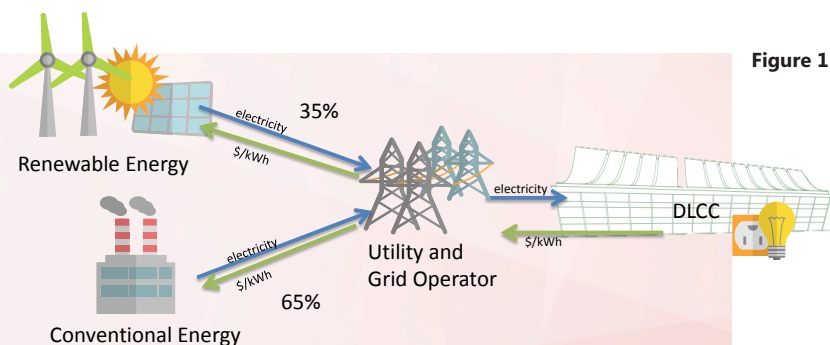 Figure 1
35%
electricity
$/kWh
Renewable Energy
electricity
DLCC
$/kWh
Utility and
Grid Operator
electricity
$/kWh
65%
Conventional Energy